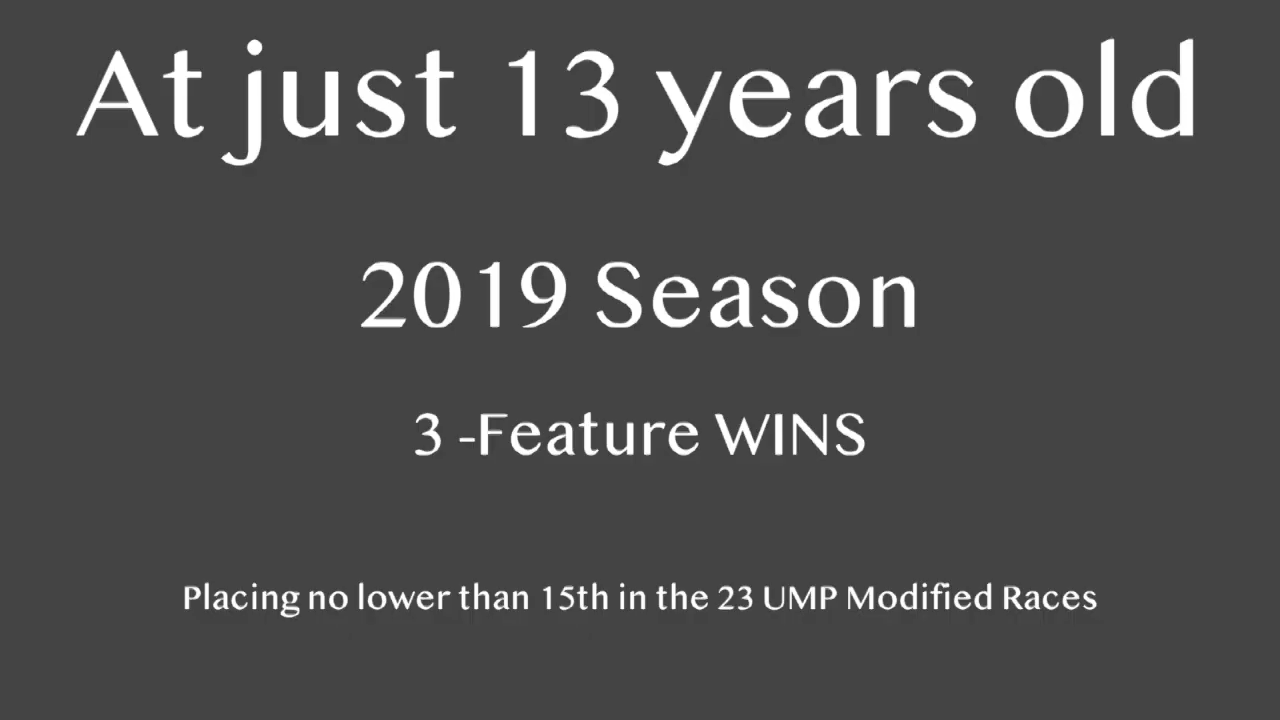 At just 13 years old
2019 Season
3 -Feature WINS
Placing no lower than 15th in the 23 UMP Modified Races